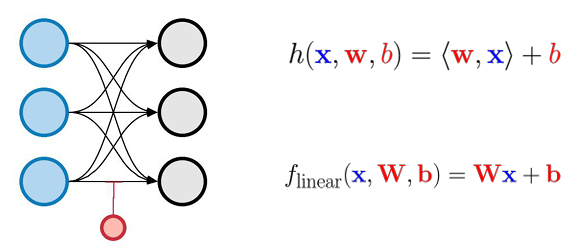 h(x, w, b) = ⟨w, x⟩ + b
f_linear(x, W, b) = Wx + b